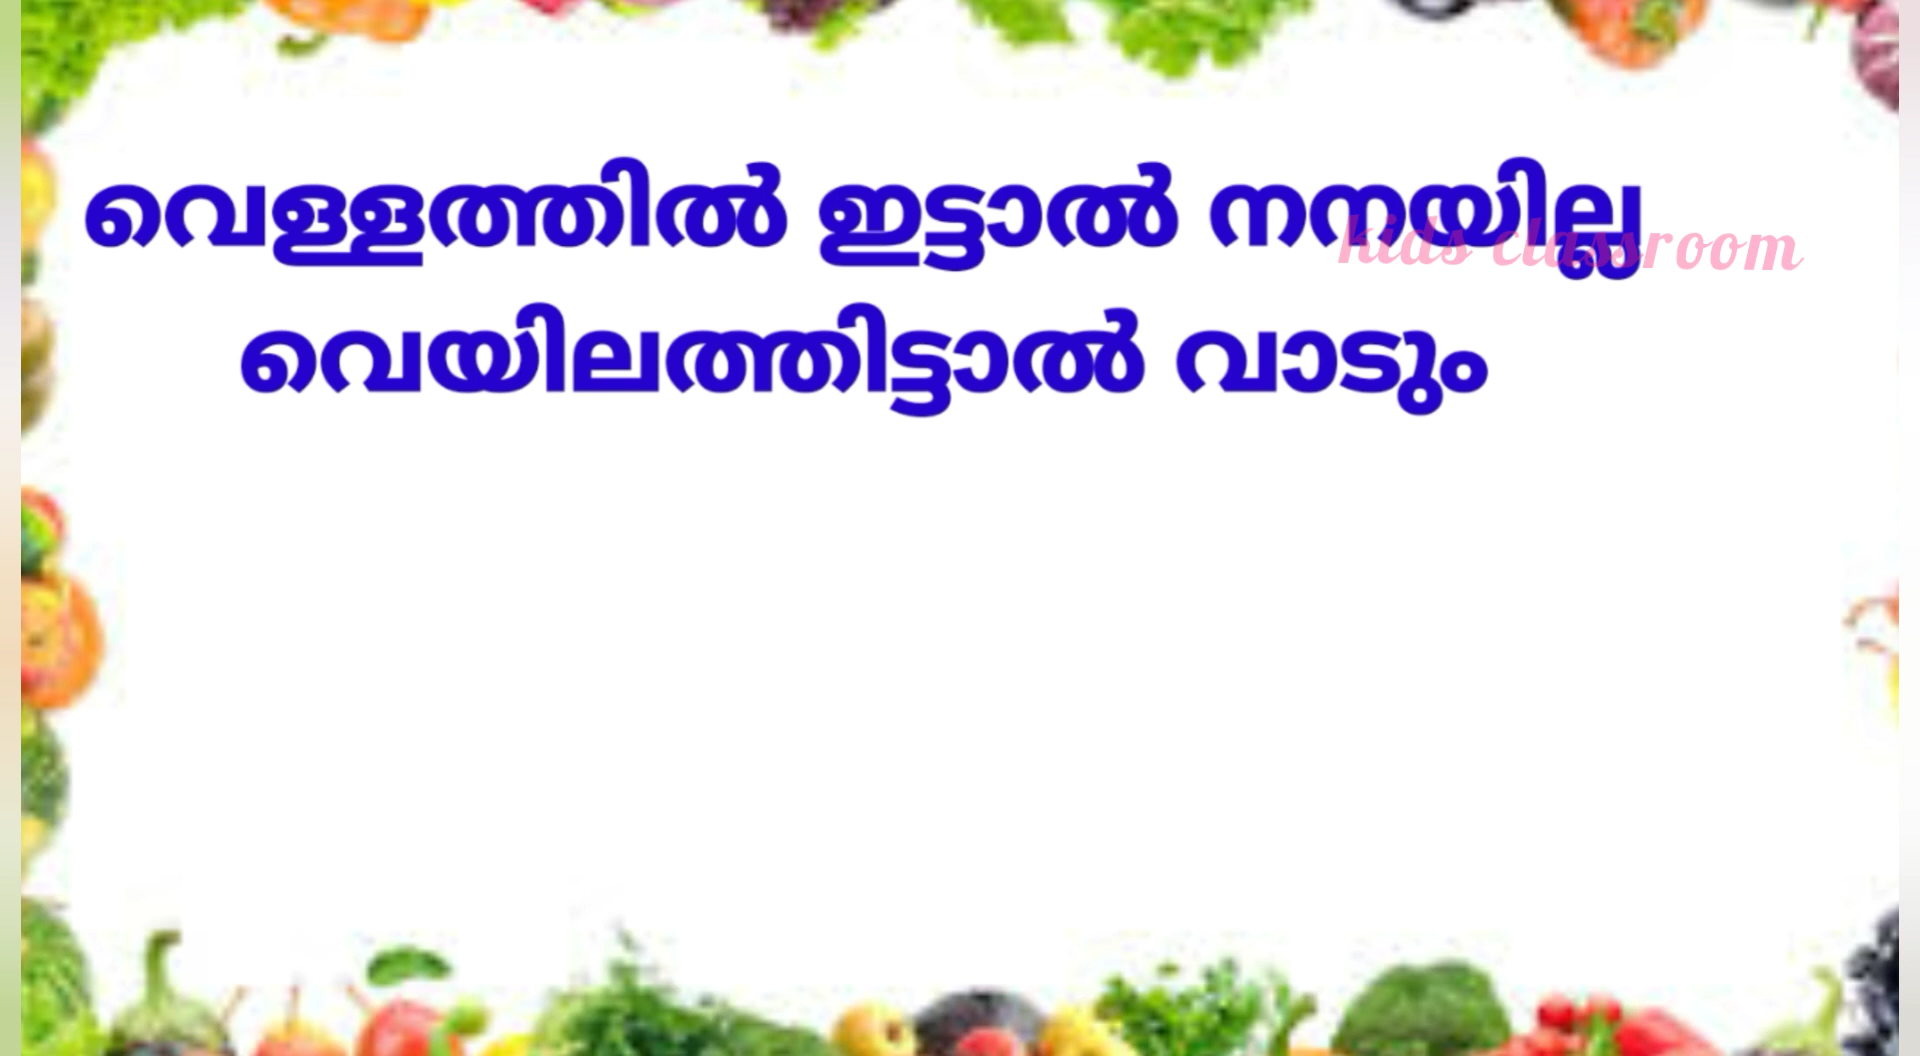 വെള്ളത്തിൽ ഇട്ടാൽ നനയില്ല
kids classroom
വെയിലത്തിട്ടാൽ വാടും